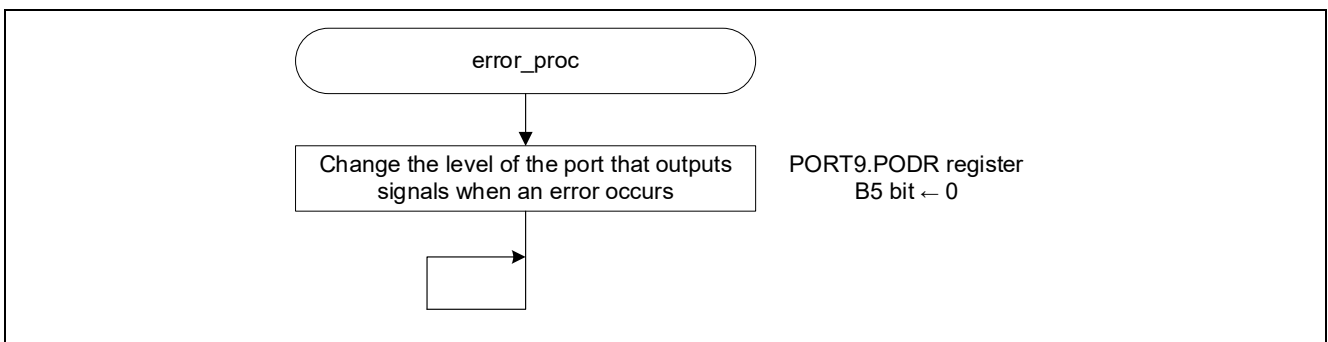 error_proc
Change the level of the port that outputs
signals when an error occurs
PORT9.PODR register
B5 bit ← 0